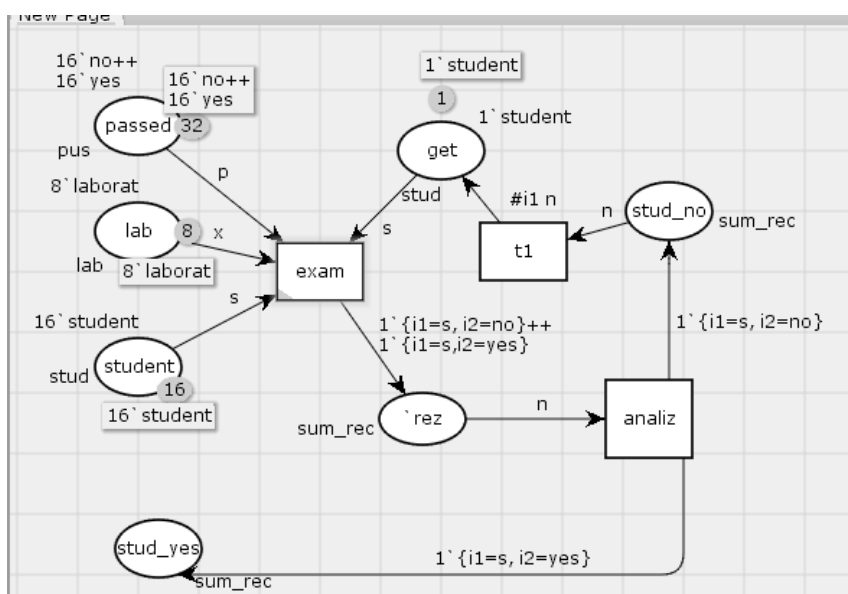 New Page
16`no++
16`yes
16`no++
16`yes
passed
32
pus
p
8`laborat
lab
8
x
lab
8`laborat
16`student
s
student
stud
16
16`student
exam
1`student
1
1`student
get
stud
s
#i1 n
t1
n
stud_no
sum_rec
1`{i1=s, i2=no}++
1`{i1=s,i2=yes}
1`{i1=s, i2=no}
`rez
sum_rec
n
analiz
stud_yes
sum_rec
1`{i1=s, i2=yes}